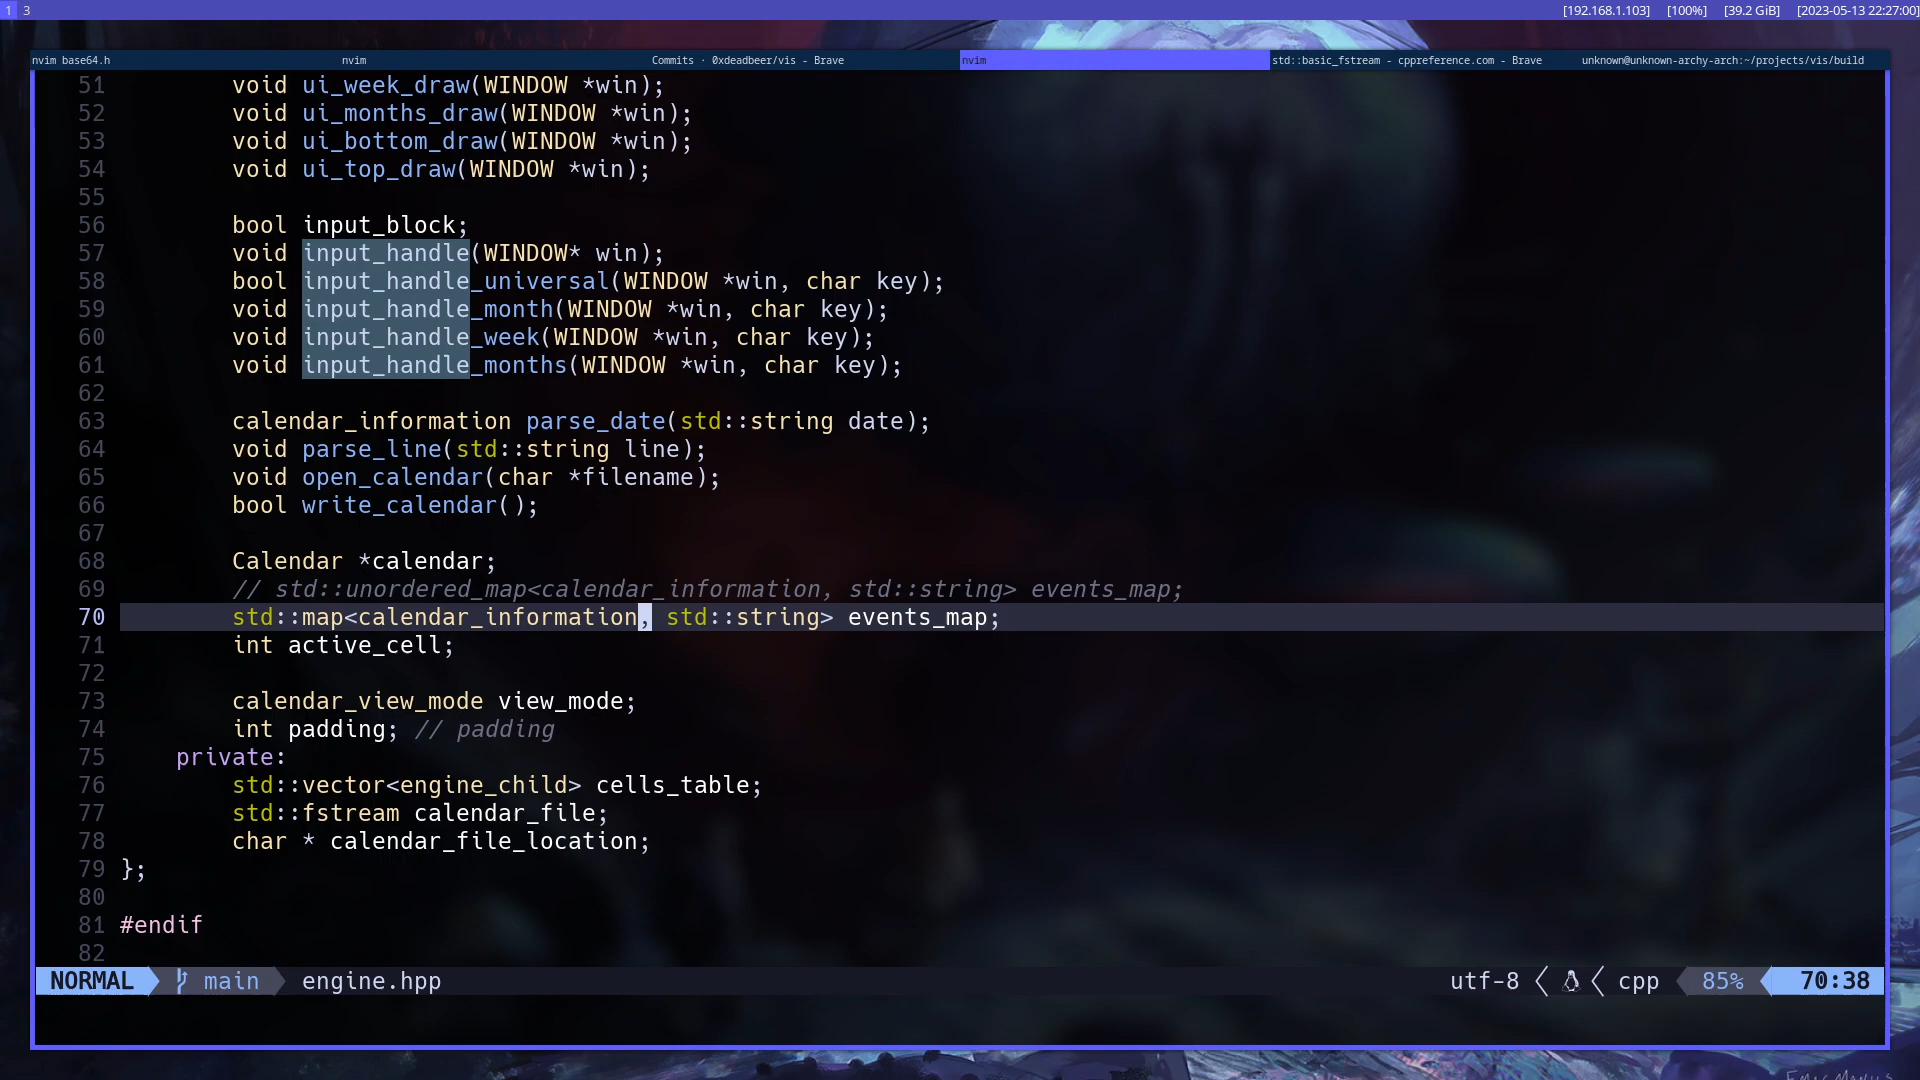 1 3 [192.168.1.103] [100%] [39.2 GiB] [2023-05-13 22:27:00]
nvim base64.h nvim Commits · 0xdeadbeer/vis - Brave nvim std::basic_fstream - cppreference.com - Brave unknown@unknown-archy-arch:~/projects/vis/build
51 void ui_week_draw(WINDOW *win);
52 void ui_months_draw(WINDOW *win);
53 void ui_bottom_draw(WINDOW *win);
54 void ui_top_draw(WINDOW *win);
55
56 bool input_block;
57 void input_handle(WINDOW* win);
58 bool input_handle_universal(WINDOW *win, char key);
59 void input_handle_month(WINDOW *win, char key);
60 void input_handle_week(WINDOW *win, char key);
61 void input_handle_months(WINDOW *win, char key);
62
63 calendar_information parse_date(std::string date);
64 void parse_line(std::string line);
65 void open_calendar(char *filename);
66 bool write_calendar();
67
68 Calendar *calendar;
69 // std::unordered_map<calendar_information, std::string> events_map;
70 std::map<calendar_information, std::string> events_map;
71 int active_cell;
72
73 calendar_view_mode view_mode;
74 int padding; // padding
75 private:
76 std::vector<engine_child> cells_table;
77 std::fstream calendar_file;
78 char * calendar_file_location;
79 };
80
81 #endif
82
NORMAL main engine.hpp utf-8 cpp 85% 70:38